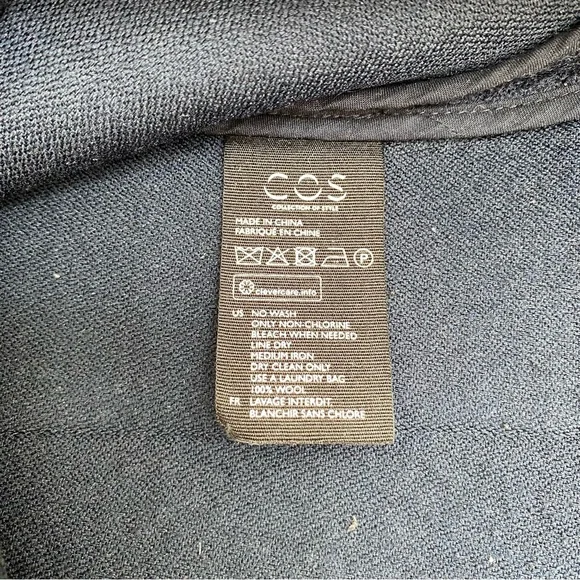 COS
COLLECTION OF STYLE
MADE IN CHINA
FABRIQUÉ EN CHINE
P
clevercare.info
US NO WASH
ONLY NON-CHLORINE
BLEACH WHEN NEEDED
LINE DRY
MEDIUM IRON
DRY CLEAN ONLY
USE A LAUNDRY BAG
100% WOOL
FR LAVAGE INTERDIT
BLANCHIR SANS CHLORE